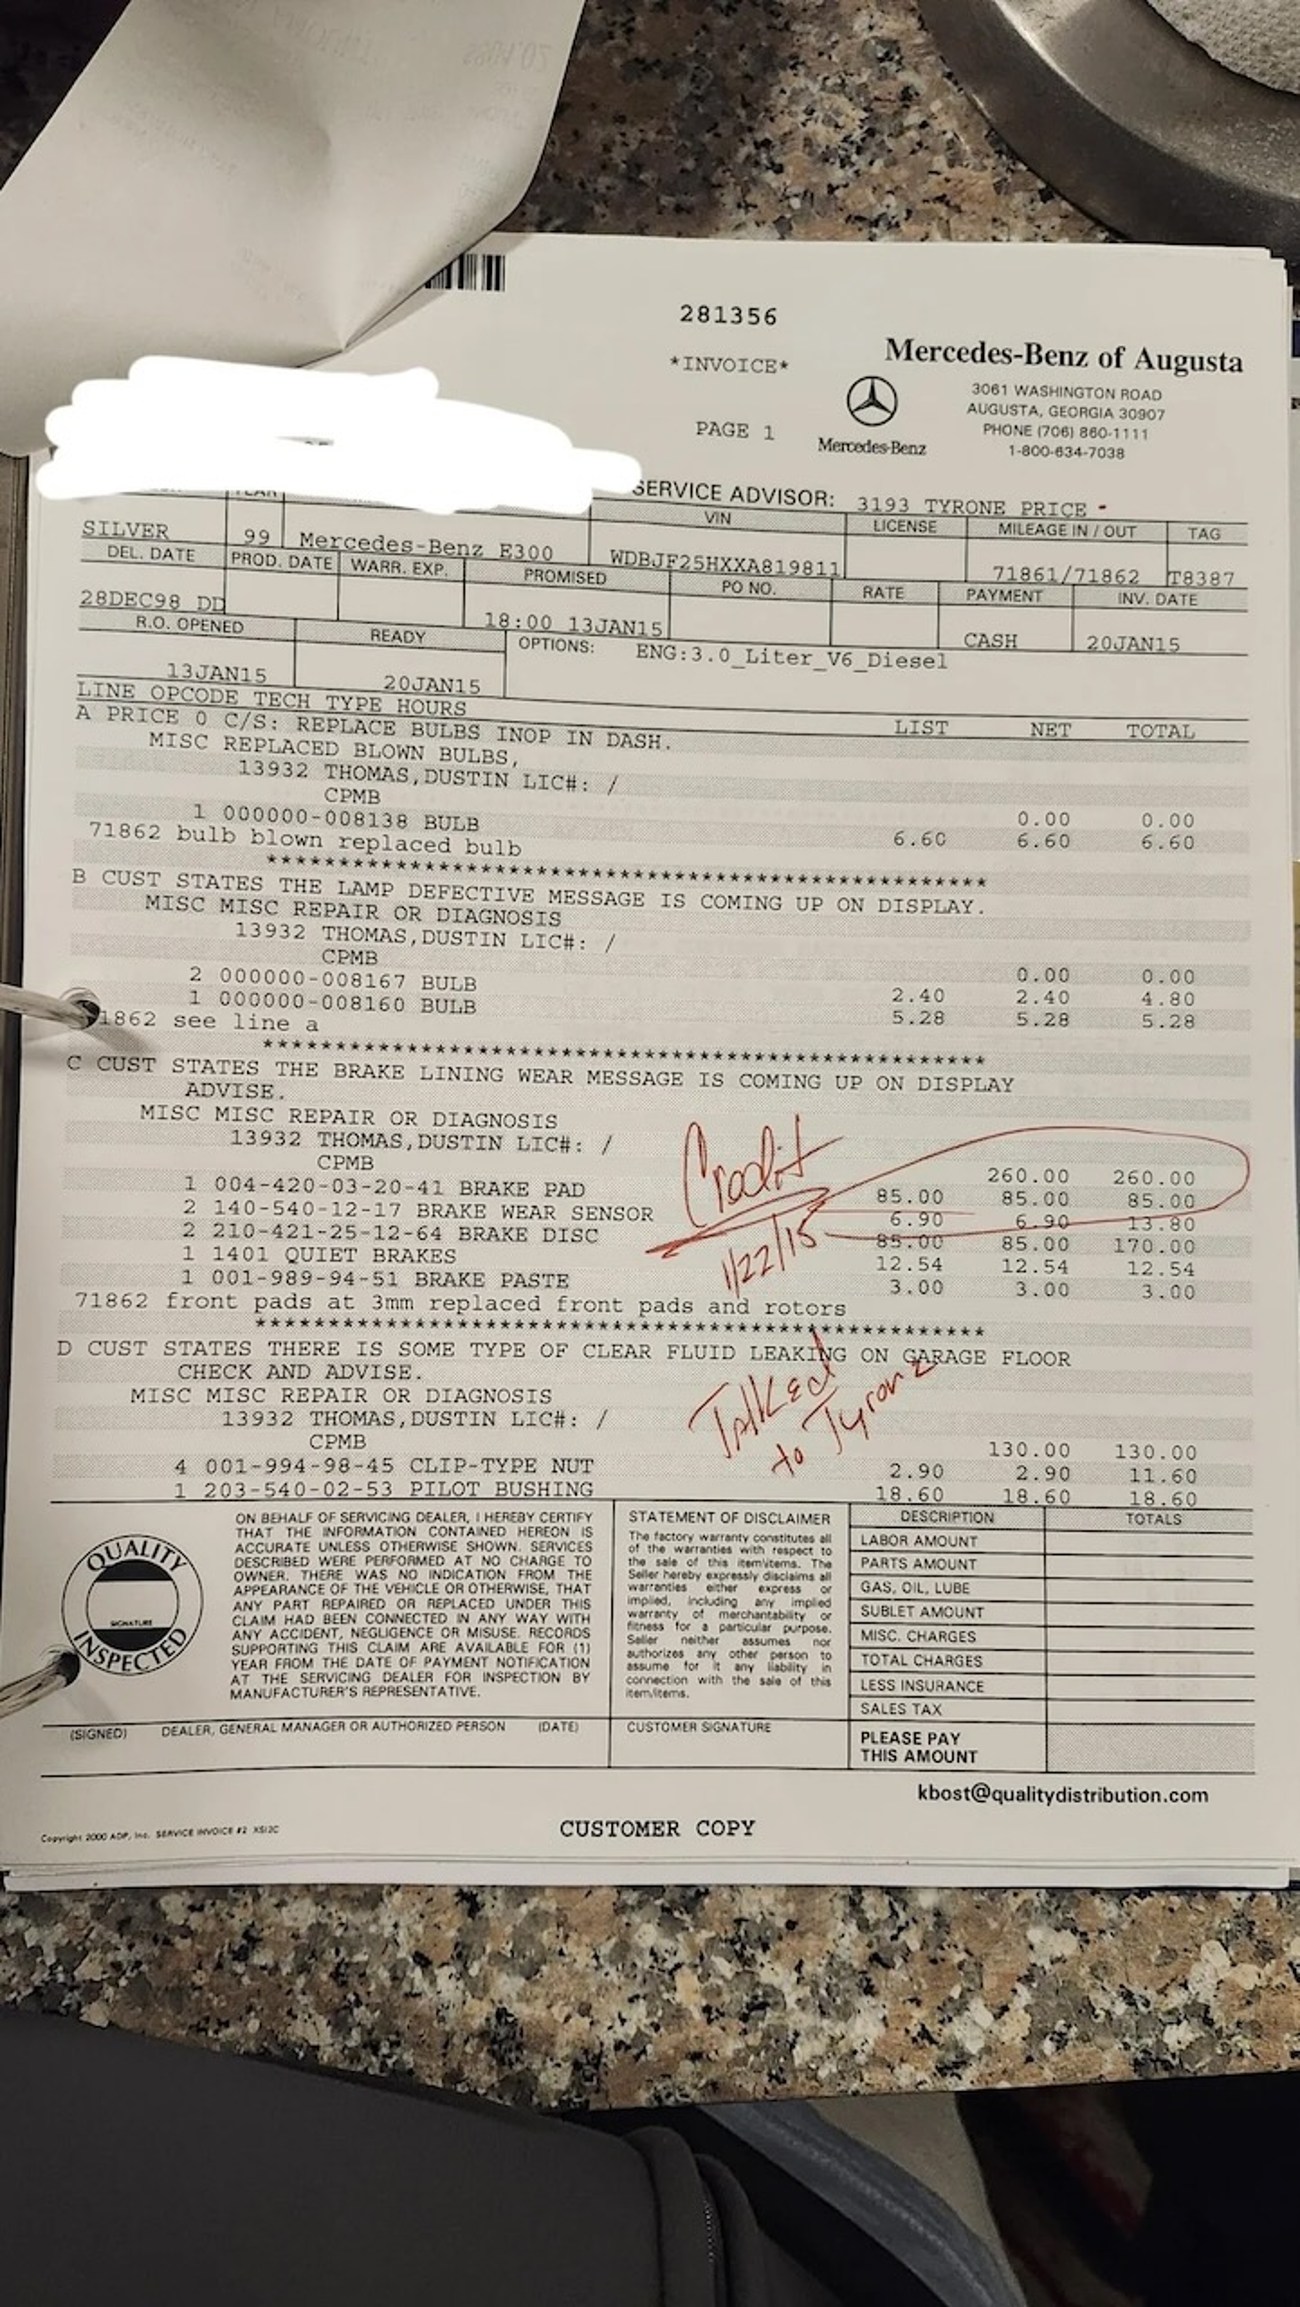 281356
*INVOICE*
PAGE 1
Mercedes-Benz of Augusta
3061 WASHINGTON ROAD
AUGUSTA, GEORGIA 30907
PHONE (706) 860-1111
1-800-634-7038
Mercedes-Benz
SERVICE ADVISOR: 3193 TYRONE PRICE
YEAR VIN LICENSE MILEAGE IN / OUT TAG
SILVER 99 Mercedes-Benz E300 WDBJF25HXXA819811 71861/71862 T8387
DEL. DATE PROD. DATE WARR. EXP. PROMISED PO NO. RATE PAYMENT INV. DATE
28DEC98 DD 18:00 13JAN15 CASH 20JAN15
R.O. OPENED READY OPTIONS: ENG:3.0_Liter_V6_Diesel
13JAN15 20JAN15
LINE OPCODE TECH TYPE HOURS LIST NET TOTAL
A PRICE 0 C/S: REPLACE BULBS INOP IN DASH.
MISC REPLACED BLOWN BULBS,
13932 THOMAS,DUSTIN LIC#: /
CPMB 0.00 0.00
1 000000-008138 BULB 6.60 6.60 6.60
71862 bulb blown replaced bulb
****************************************************
B CUST STATES THE LAMP DEFECTIVE MESSAGE IS COMING UP ON DISPLAY.
MISC MISC REPAIR OR DIAGNOSIS
13932 THOMAS,DUSTIN LIC#: /
CPMB 0.00 0.00
2 000000-008167 BULB 2.40 2.40 4.80
1 000000-008160 BULB 5.28 5.28 5.28
1862 see line a
****************************************************
C CUST STATES THE BRAKE LINING WEAR MESSAGE IS COMING UP ON DISPLAY
ADVISE.
MISC MISC REPAIR OR DIAGNOSIS
13932 THOMAS,DUSTIN LIC#: /
CPMB 260.00 260.00
1 004-420-03-20-41 BRAKE PAD 85.00 85.00 85.00
2 140-540-12-17 BRAKE WEAR SENSOR 6.90 6.90 13.80
2 210-421-25-12-64 BRAKE DISC 85.00 85.00 170.00
1 1401 QUIET BRAKES 12.54 12.54 12.54
1 001-989-94-51 BRAKE PASTE 3.00 3.00 3.00
Credit
1/22/15
71862 front pads at 3mm replaced front pads and rotors
****************************************************
D CUST STATES THERE IS SOME TYPE OF CLEAR FLUID LEAKING ON GARAGE FLOOR
CHECK AND ADVISE.
MISC MISC REPAIR OR DIAGNOSIS
13932 THOMAS,DUSTIN LIC#: /
CPMB 130.00 130.00
4 001-994-98-45 CLIP-TYPE NUT 2.90 2.90 11.60
1 203-540-02-53 PILOT BUSHING 18.60 18.60 18.60
Talked
to Tyrone
QUALITY
SIGNATURE
INSPECTED
ON BEHALF OF SERVICING DEALER, I HEREBY CERTIFY
THAT THE INFORMATION CONTAINED HEREON IS
ACCURATE UNLESS OTHERWISE SHOWN. SERVICES
DESCRIBED WERE PERFORMED AT NO CHARGE TO
OWNER. THERE WAS NO INDICATION FROM THE
APPEARANCE OF THE VEHICLE OR OTHERWISE, THAT
ANY PART REPAIRED OR REPLACED UNDER THIS
CLAIM HAD BEEN CONNECTED IN ANY WAY WITH
ANY ACCIDENT, NEGLIGENCE OR MISUSE. RECORDS
SUPPORTING THIS CLAIM ARE AVAILABLE FOR (1)
YEAR FROM THE DATE OF PAYMENT NOTIFICATION
AT THE SERVICING DEALER FOR INSPECTION BY
MANUFACTURER'S REPRESENTATIVE.
(SIGNED) DEALER, GENERAL MANAGER OR AUTHORIZED PERSON (DATE)
STATEMENT OF DISCLAIMER
The factory warranty constitutes all
of the warranties with respect to
the sale of this item/items. The
Seller hereby expressly disclaims all
warranties either express or
implied, including any implied
warranty of merchantability or
fitness for a particular purpose.
Seller neither assumes nor
authorizes any other person to
assume for it any liability in
connection with the sale of this
item/items.
CUSTOMER SIGNATURE
DESCRIPTION TOTALS
LABOR AMOUNT
PARTS AMOUNT
GAS, OIL, LUBE
SUBLET AMOUNT
MISC. CHARGES
TOTAL CHARGES
LESS INSURANCE
SALES TAX
PLEASE PAY
THIS AMOUNT
kbost@qualitydistribution.com
Copyright 2000 ADP, Inc. SERVICE INVOICE #2 XSI2C
CUSTOMER COPY